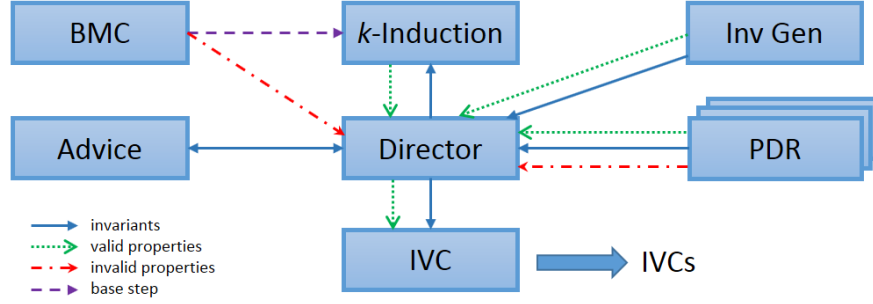 BMC
k-Induction
Inv Gen
Advice
Director
PDR
invariants
valid properties
invalid properties
base step
IVC
IVCs